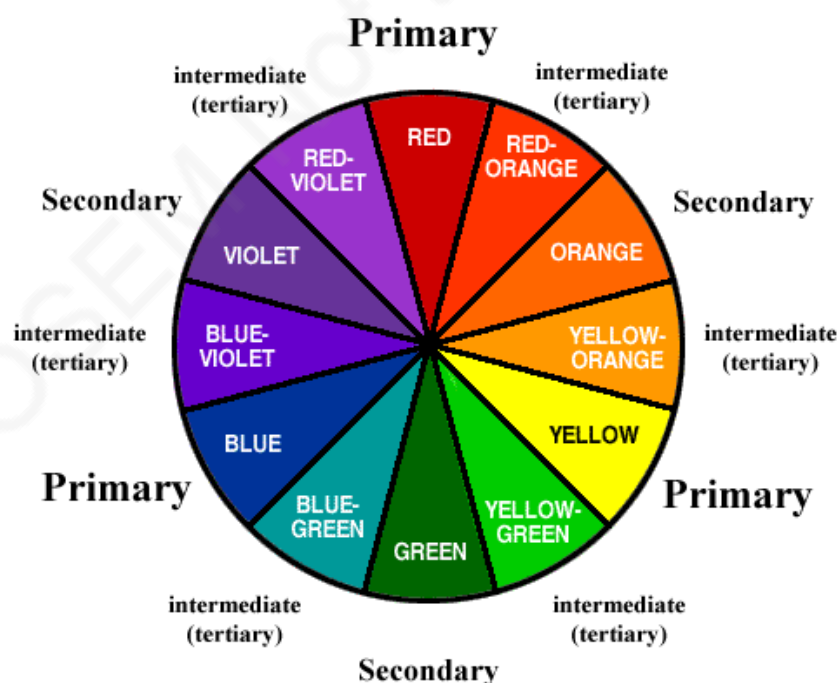 Primary
intermediate
(tertiary)
intermediate
(tertiary)
RED
RED-
VIOLET
RED-
ORANGE
Secondary
Secondary
VIOLET
ORANGE
intermediate
(tertiary)
BLUE-
VIOLET
YELLOW-
ORANGE
intermediate
(tertiary)
BLUE
YELLOW
Primary
Primary
BLUE-
GREEN
GREEN
YELLOW-
GREEN
intermediate
(tertiary)
intermediate
(tertiary)
Secondary